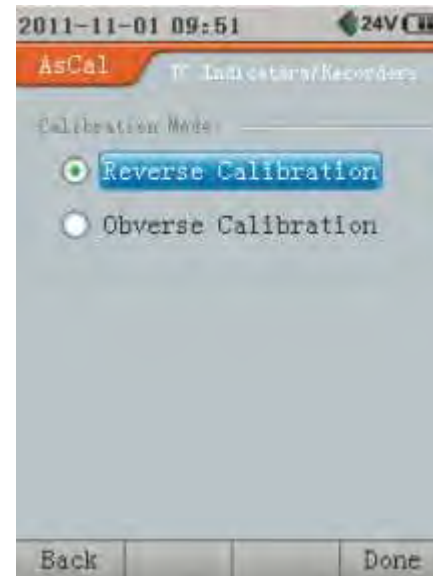 2011-11-01 09:51 24V
AsCal TC Indicators/Recorders
Calibration Mode:
Reverse Calibration
Obverse Calibration
Back Done